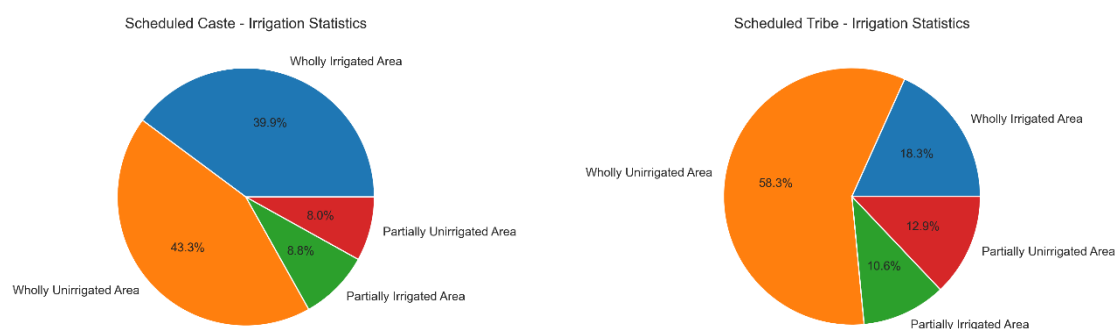 Scheduled Caste - Irrigation Statistics
Wholly Irrigated Area
39.9%
8.0%
Partially Unirrigated Area
43.3%
8.8%
Wholly Unirrigated Area
Partially Irrigated Area
Scheduled Tribe - Irrigation Statistics
Wholly Irrigated Area
18.3%
Wholly Unirrigated Area
58.3%
12.9%
Partially Unirrigated Area
10.6%
Partially Irrigated Area